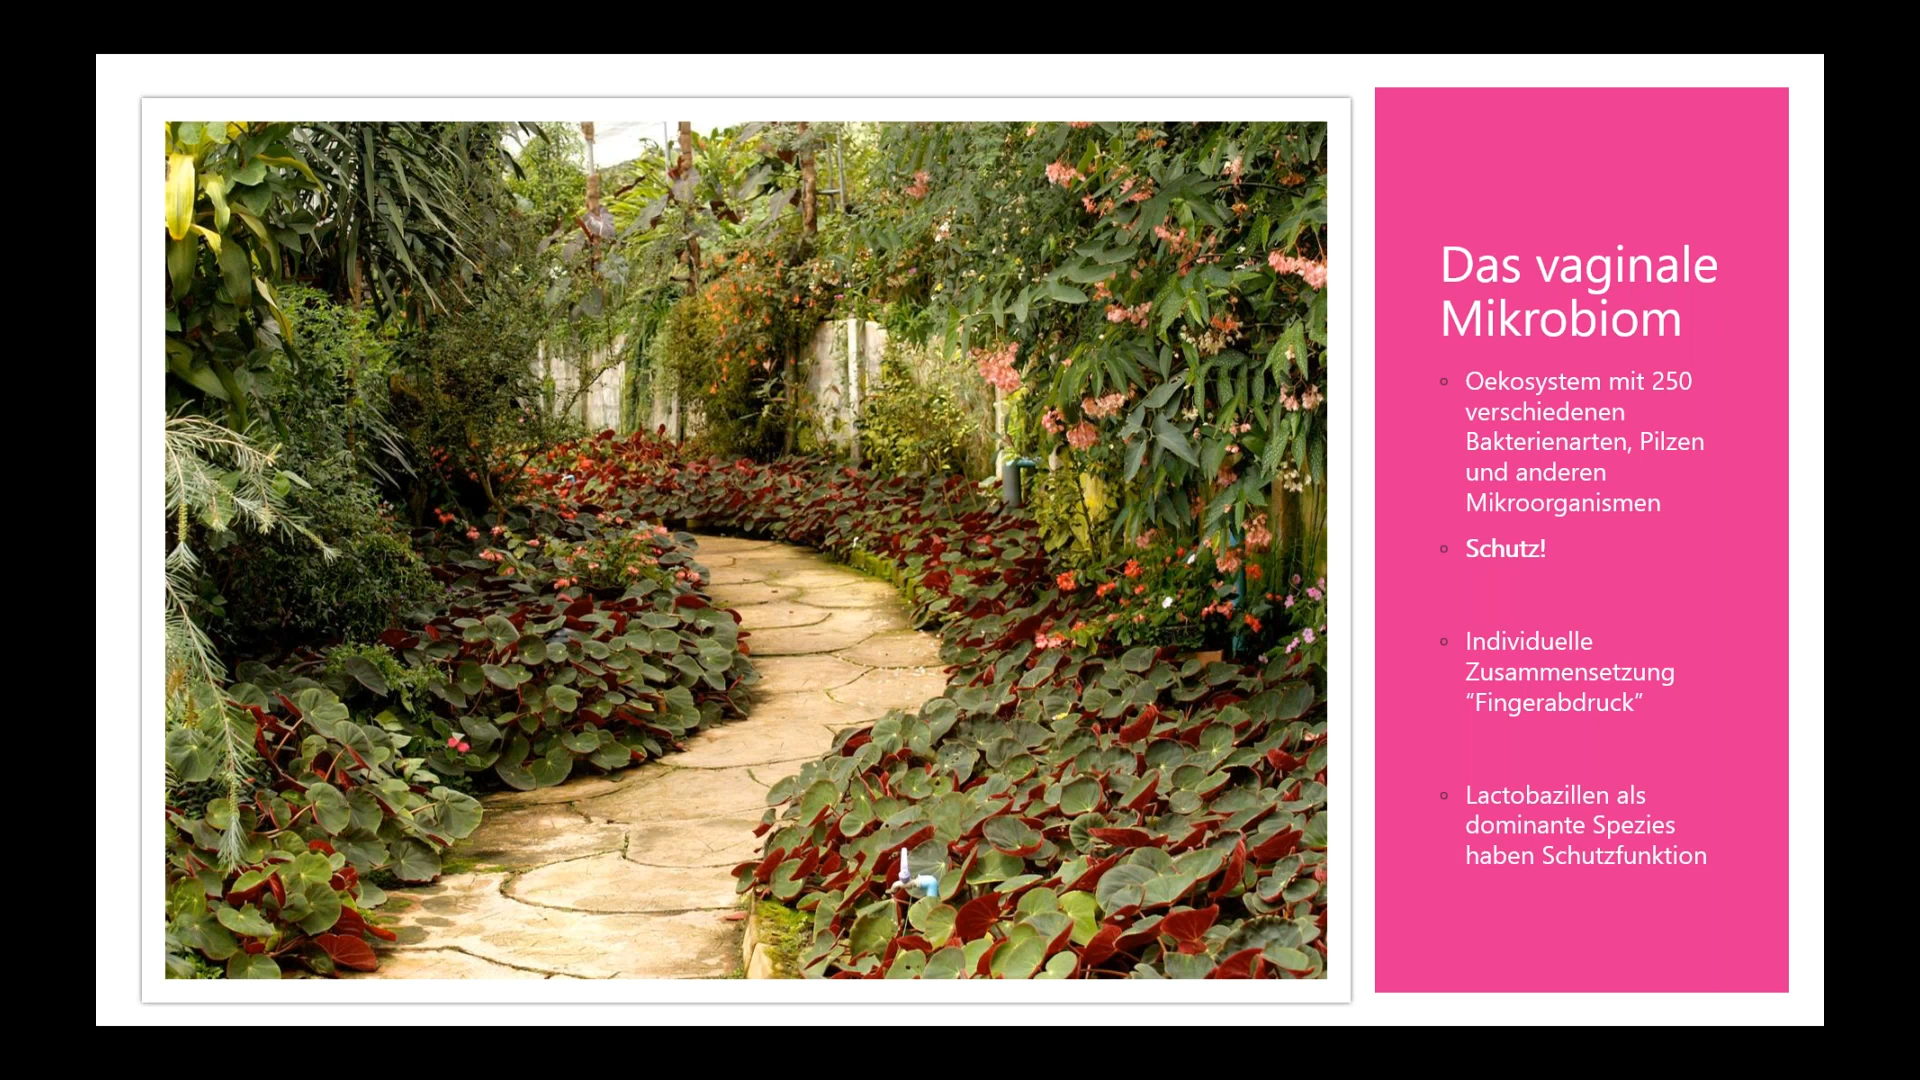 Das vaginale
Mikrobiom
Oekosystem mit 250
verschiedenen
Bakterienarten, Pilzen
und anderen
Mikroorganismen
Schutz!
Individuelle
Zusammensetzung
“Fingerabdruck”
Lactobazillen als
dominante Spezies
haben Schutzfunktion